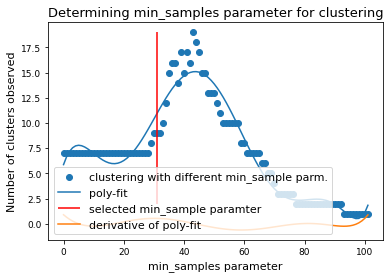 Determining min_samples parameter for clustering
Number of clusters observed
17.5
15.0
12.5
10.0
7.5
5.0
2.5
0.0
clustering with different min_sample parm.
poly-fit
selected min_sample paramter
derivative of poly-fit
0 20 40 60 80 100
min_samples parameter